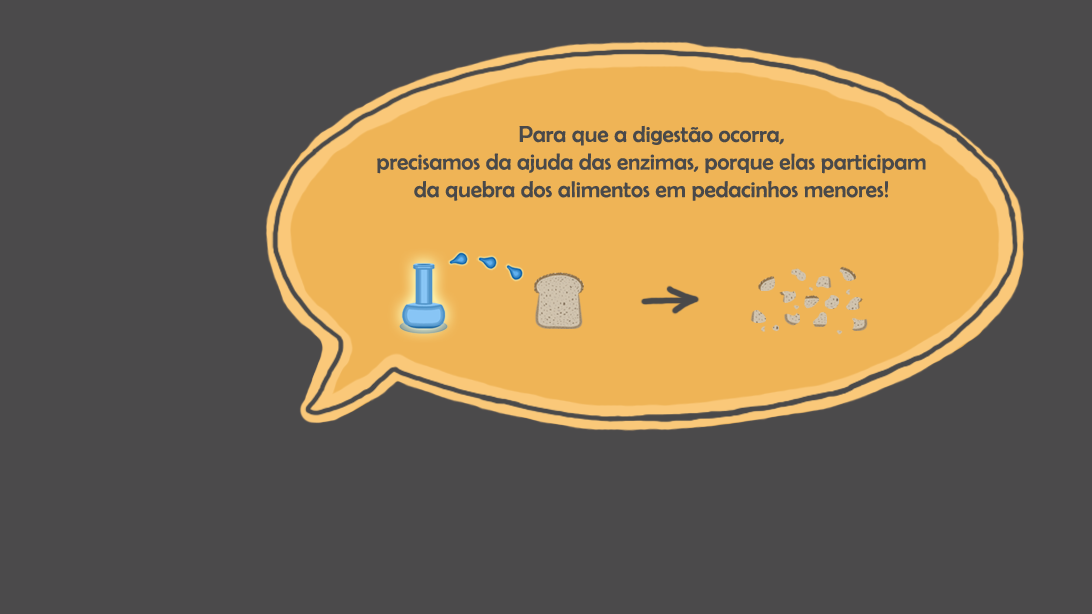 Para que a digestão ocorra,
precisamos da ajuda das enzimas, porque elas participam
da quebra dos alimentos em pedacinhos menores!